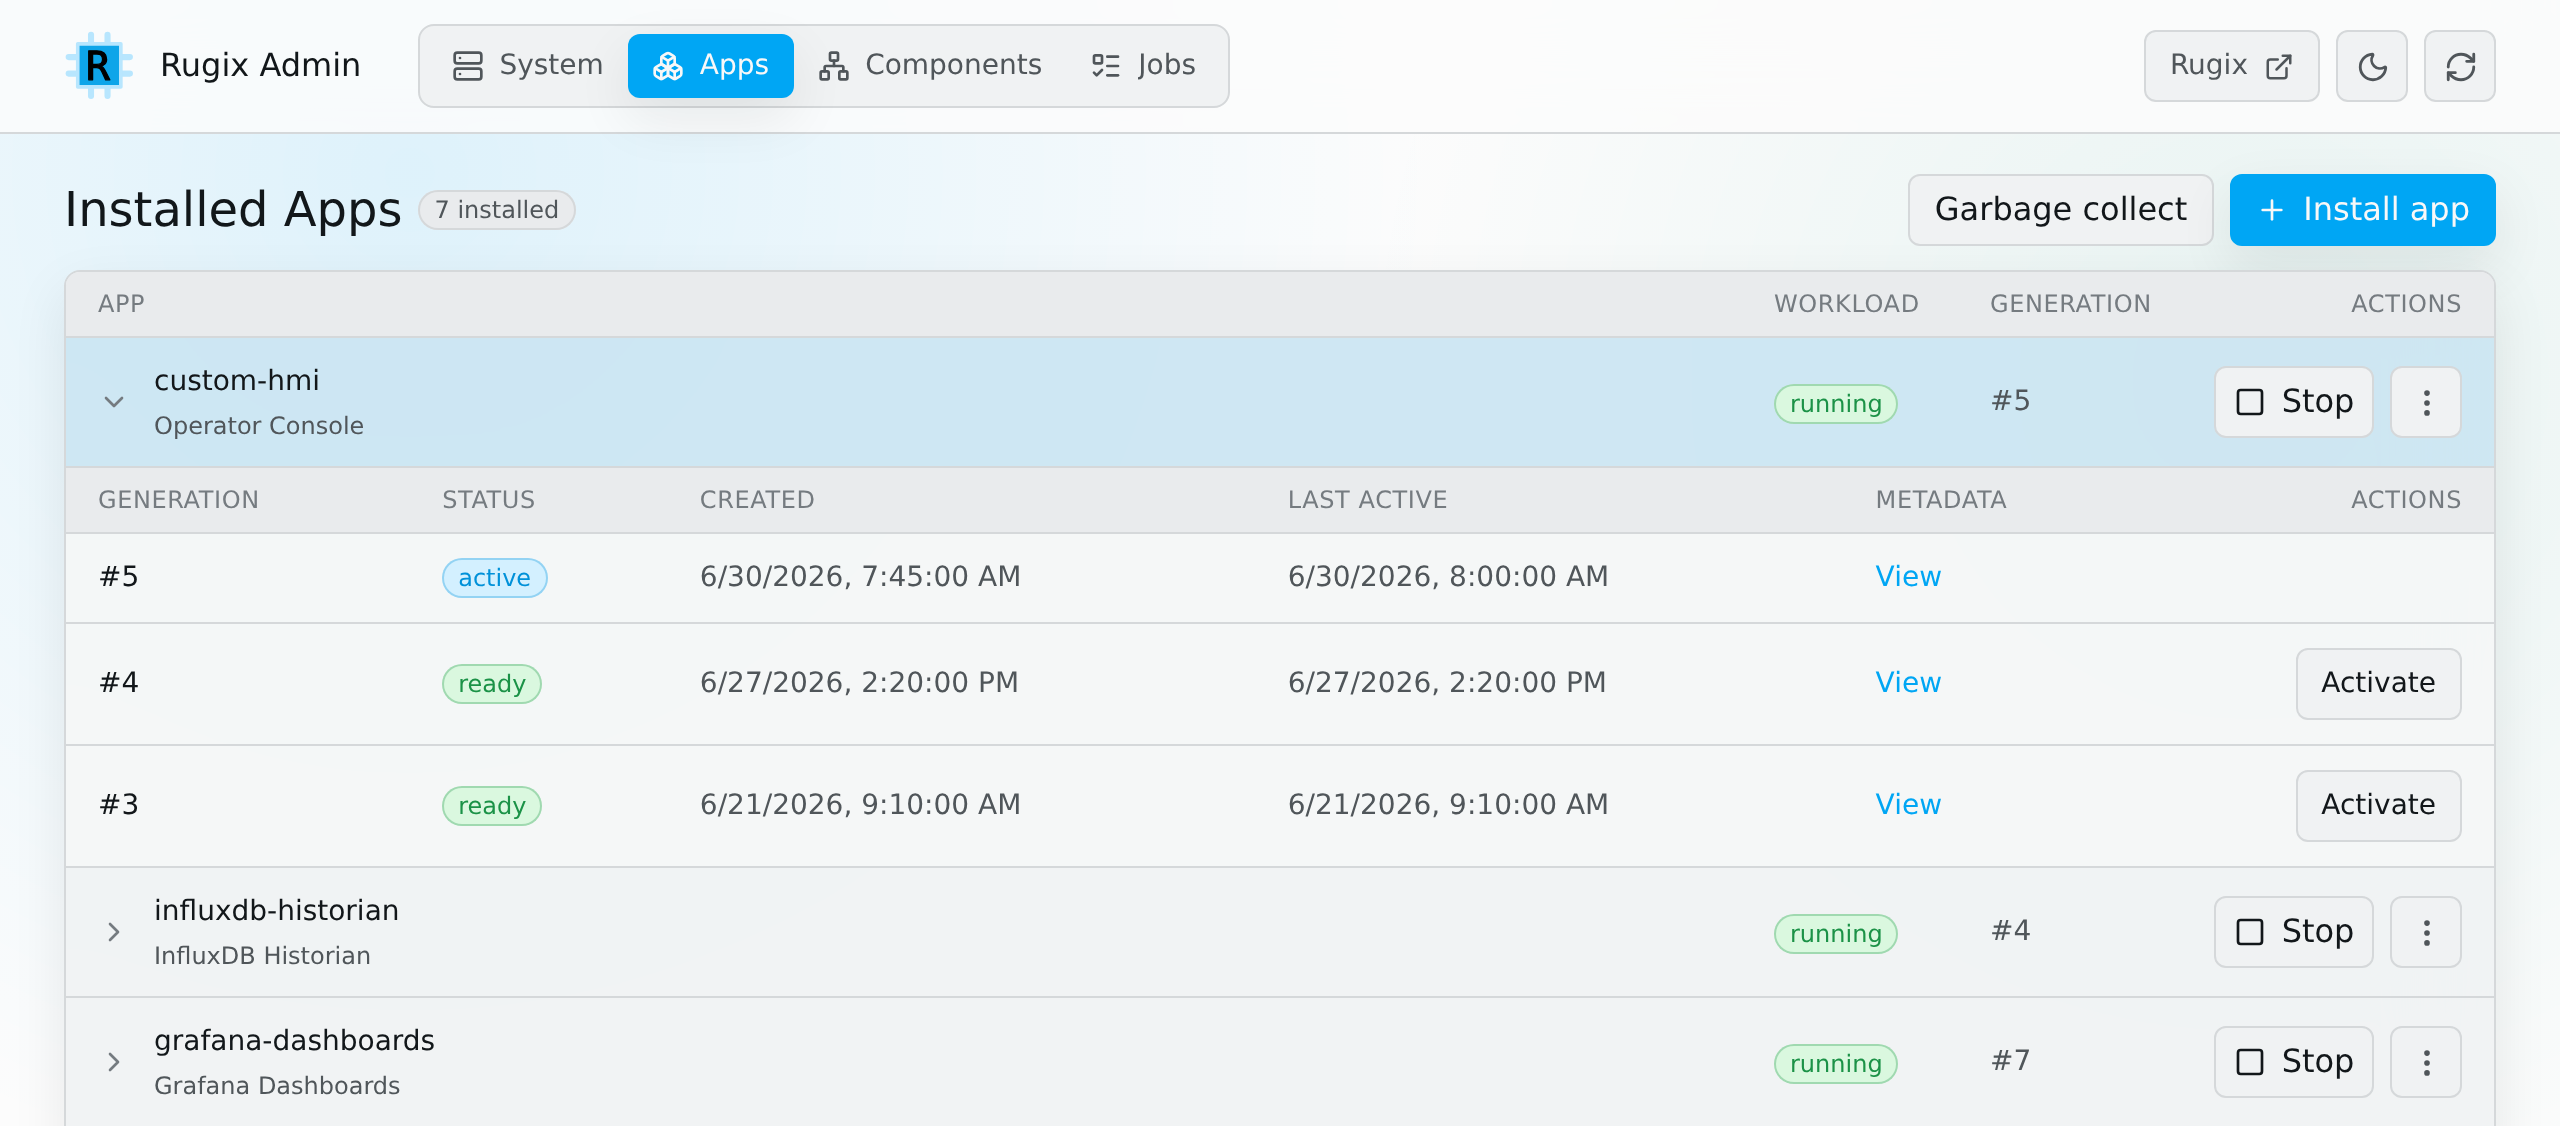 R Rugix Admin System Apps Components Jobs Rugix
Installed Apps 7 installed Garbage collect + Install app
APP WORKLOAD GENERATION ACTIONS
custom-hmi
Operator Console
running #5 Stop
GENERATION STATUS CREATED LAST ACTIVE METADATA ACTIONS
#5 active 6/30/2026, 7:45:00 AM 6/30/2026, 8:00:00 AM View
#4 ready 6/27/2026, 2:20:00 PM 6/27/2026, 2:20:00 PM View Activate
#3 ready 6/21/2026, 9:10:00 AM 6/21/2026, 9:10:00 AM View Activate
influxdb-historian
InfluxDB Historian
running #4 Stop
grafana-dashboards
Grafana Dashboards
running #7 Stop